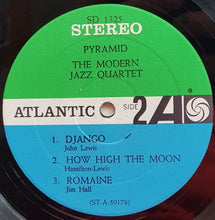 SD 1325
STEREO
PYRAMID
THE MODERN
JAZZ QUARTET
ATLANTIC
SIDE 2
1. DJANGO
John Lewis
2. HOW HIGH THE MOON
Hamilton-Lewis
3. ROMAINE
Jim Hall
(ST-A-59178)